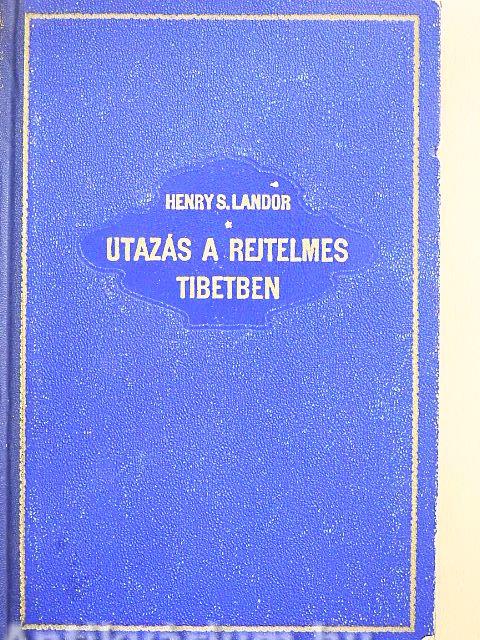 HENRY S. LANDOR
*
UTAZÁS A REJTELMES
TIBETBEN